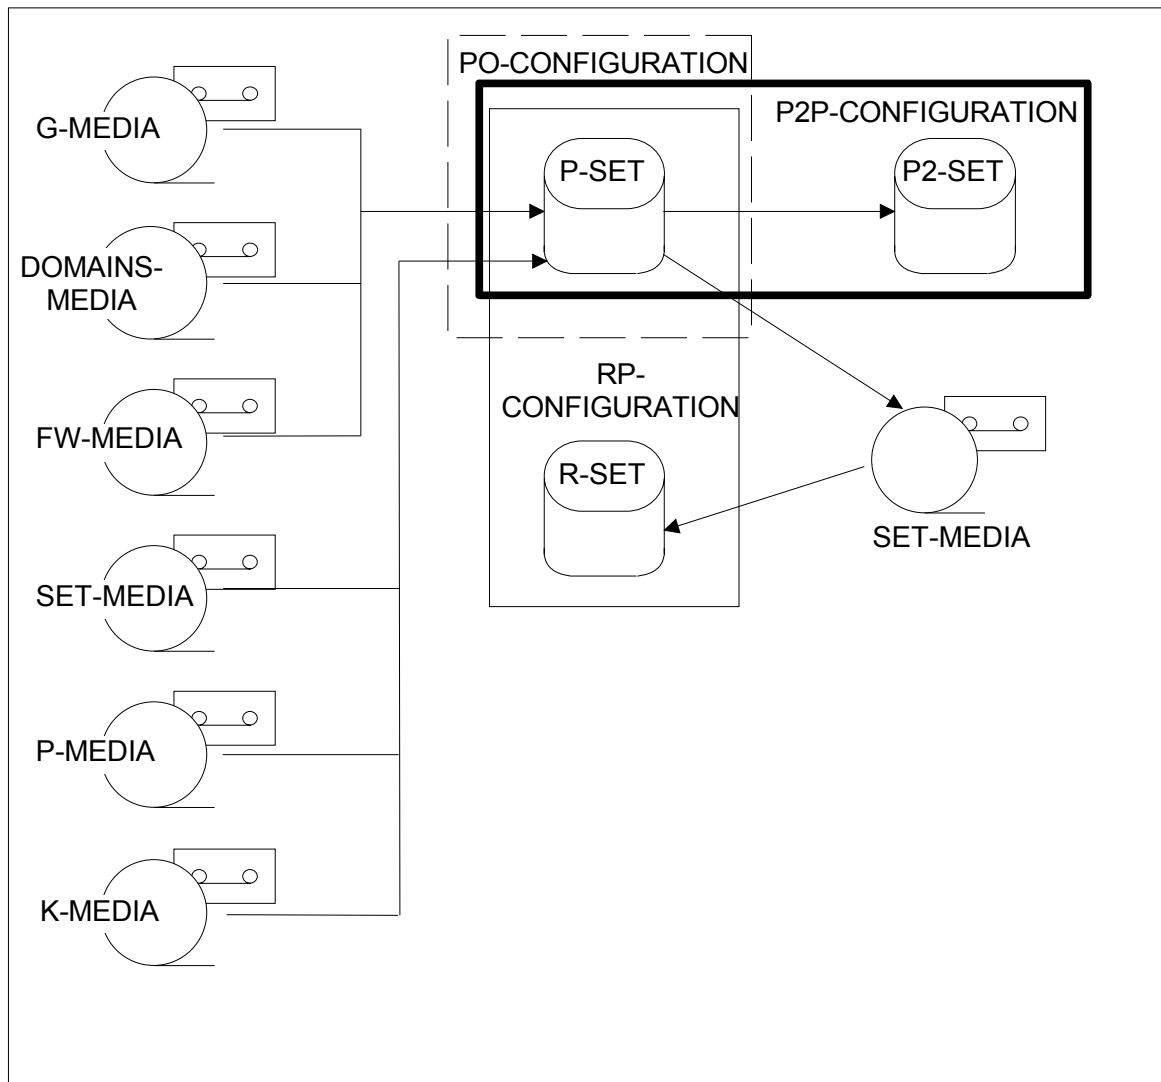 PO-CONFIGURATION
G-MEDIA
P2P-CONFIGURATION
P-SET
P2-SET
DOMAINS-
MEDIA
RP-
CONFIGURATION
FW-MEDIA
R-SET
SET-MEDIA
SET-MEDIA
P-MEDIA
K-MEDIA